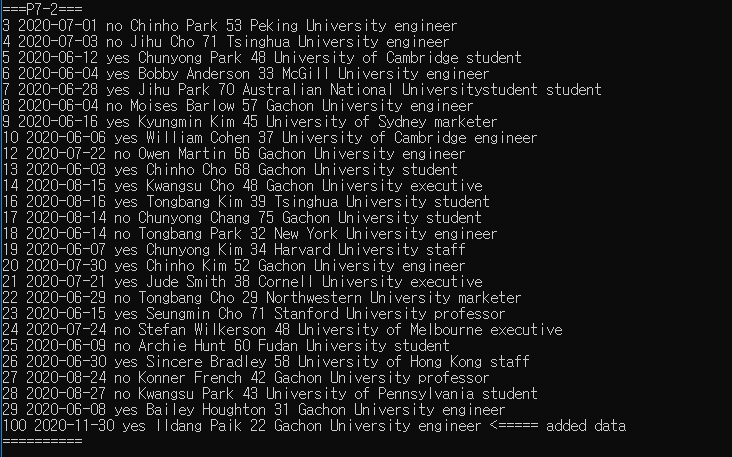 ===P7-2===
3 2020-07-01 no Chinho Park 53 Peking University engineer
4 2020-07-03 no Jihu Cho 71 Tsinghua University engineer
5 2020-06-12 yes Chunyong Park 48 University of Cambridge student
6 2020-06-04 yes Bobby Anderson 33 McGill University engineer
7 2020-06-28 yes Jihu Park 70 Australian National Universitystudent student
8 2020-06-04 no Moises Barlow 57 Gachon University engineer
9 2020-06-16 yes Kyungmin Kim 45 University of Sydney marketer
10 2020-06-06 yes William Cohen 37 University of Cambridge engineer
12 2020-07-22 no Owen Martin 66 Gachon University engineer
13 2020-06-03 yes Chinho Cho 68 Gachon University student
14 2020-08-15 yes Kwangsu Cho 48 Gachon University executive
16 2020-08-16 yes Tongbang Kim 39 Tsinghua University student
17 2020-08-14 no Chunyong Chang 75 Gachon University student
18 2020-06-14 no Tongbang Park 32 New York University engineer
19 2020-06-07 yes Chunyong Kim 34 Harvard University staff
20 2020-07-30 yes Chinho Kim 52 Gachon University engineer
21 2020-07-21 yes Jude Smith 38 Cornell University executive
22 2020-06-29 no Tongbang Cho 29 Northwestern University marketer
23 2020-06-15 yes Seungmin Cho 71 Stanford University professor
24 2020-07-24 no Stefan Wilkerson 48 University of Melbourne executive
25 2020-06-09 no Archie Hunt 60 Fudan University student
26 2020-06-30 yes Sincere Bradley 58 University of Hong Kong staff
27 2020-08-24 no Konner French 42 Gachon University professor
28 2020-08-27 no Kwangsu Park 43 University of Pennsylvania student
29 2020-06-08 yes Bailey Houghton 31 Gachon University engineer
100 2020-11-30 yes Ildang Paik 22 Gachon University engineer <===== added data
==========